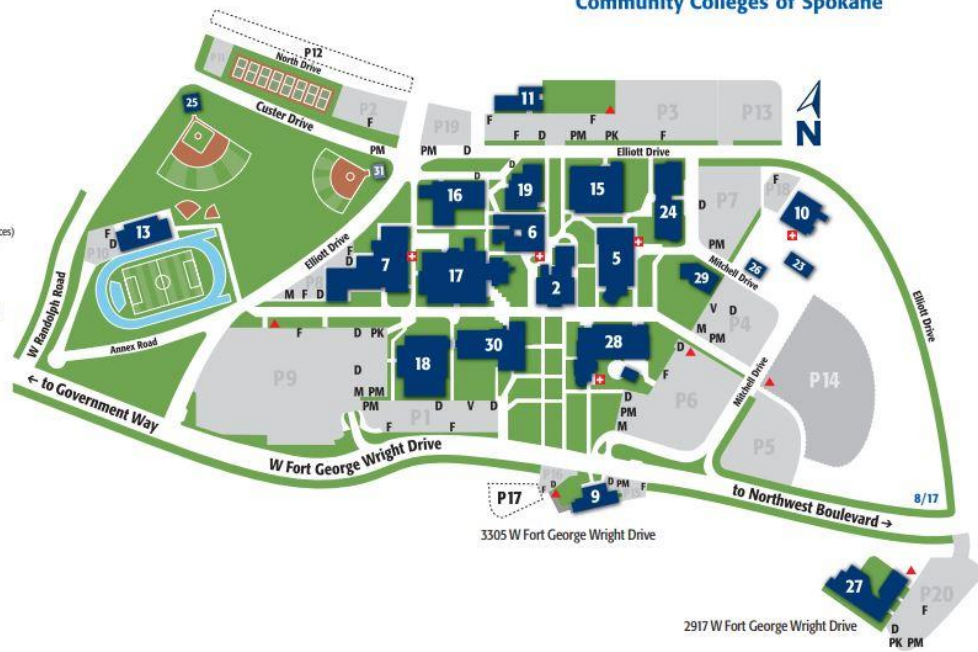 Community Colleges of Spokane
P12
North Drive
P11
25
Custer Drive
P2
F
PM
P19
PM D
11
F
F
P3
P13
F D PM PK F
N
Elliott Drive
31
D
D
16
19
15
24
P7
D
PM
F
P18
10
ces)
13
F
D
P10
Elliott Drive
F
D
P8
M F D
7
17
6
2
5
29
Mitchell Drive
26
23
V D
P4
M
PM
Elliott Drive
W Randolph Road
Annex Road
F
D PK
P9
D
M PM
PM
18
30
28
D
F
P6
D
PM
M
Mitchell Drive
P14
P5
D V D
P1
F F
← to Government Way
W Fort George Wright Drive
P16
F D
P17
9
D PM F
P15
to Northwest Boulevard →
8/17
3305 W Fort George Wright Drive
27
P20
F
D
PK PM
2917 W Fort George Wright Drive